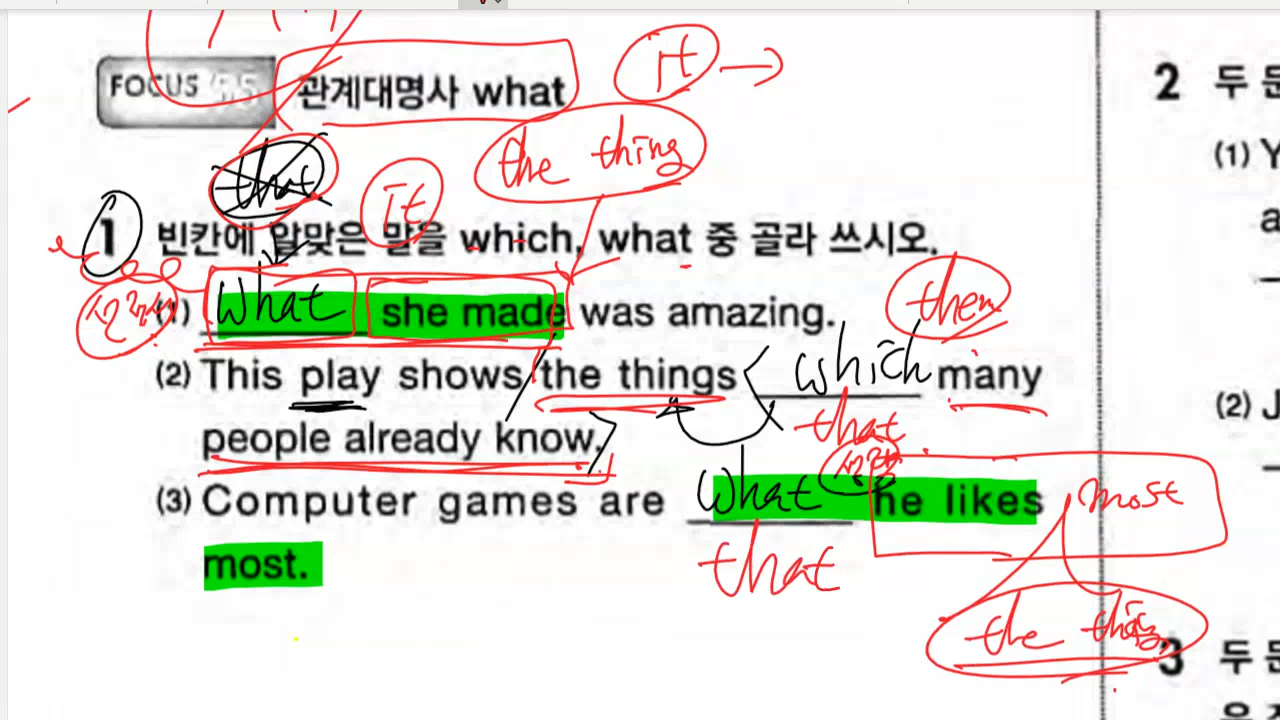 it
FOCUS 55 관계대명사 what
the thing
that
it
1 빈칸에 알맞은 말을 which, what 중 골라 쓰시오.
them
(1) What she made was amazing.
(2) This play shows the things which many
that
people already know.
(3) Computer games are what he likes
most
most.
that
the thing
2 두
(1) Y
a
(2) J
3 두